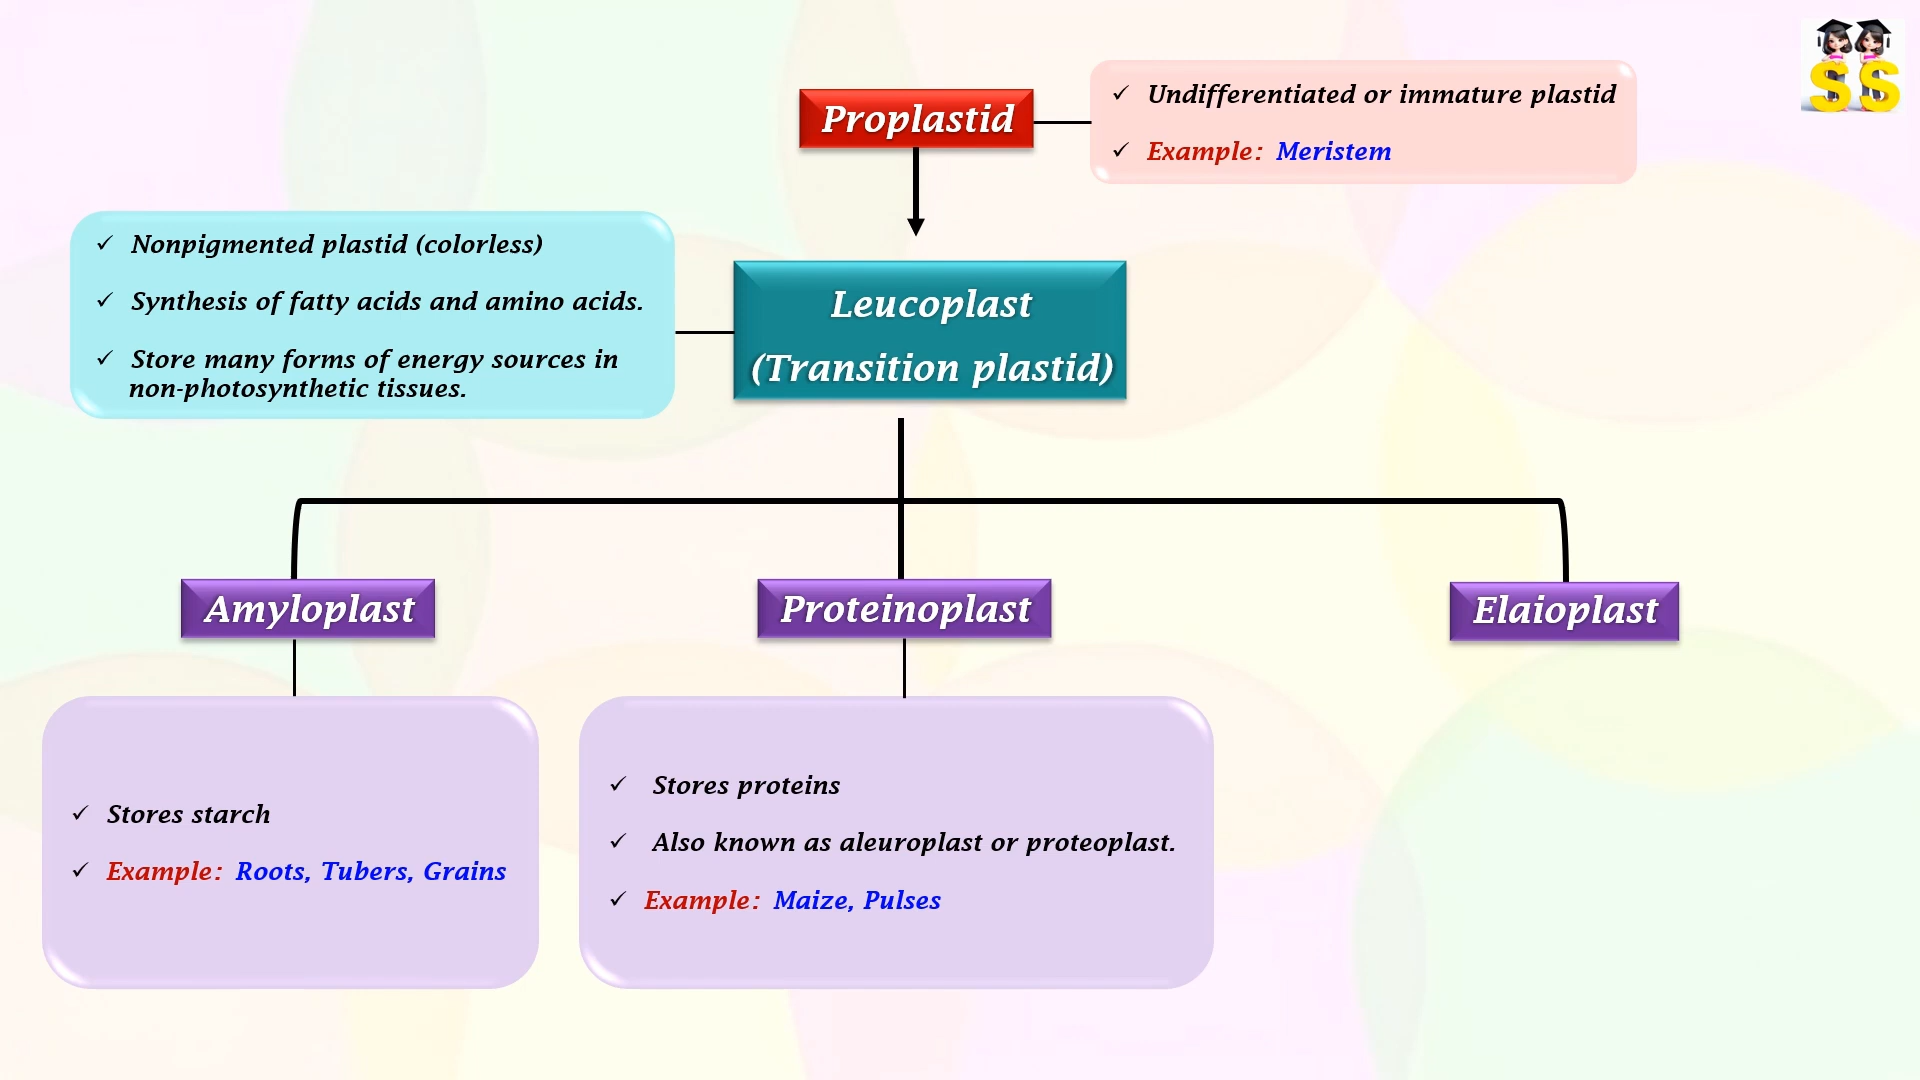 Proplastid
✓ Undifferentiated or immature plastid
✓ Example: Meristem
✓ Nonpigmented plastid (colorless)
✓ Synthesis of fatty acids and amino acids.
✓ Store many forms of energy sources in
non-photosynthetic tissues.
Leucoplast
(Transition plastid)
Amyloplast
Proteinoplast
Elaioplast
✓ Stores starch
✓ Example: Roots, Tubers, Grains
✓ Stores proteins
✓ Also known as aleuroplast or proteoplast.
✓ Example: Maize, Pulses
SS